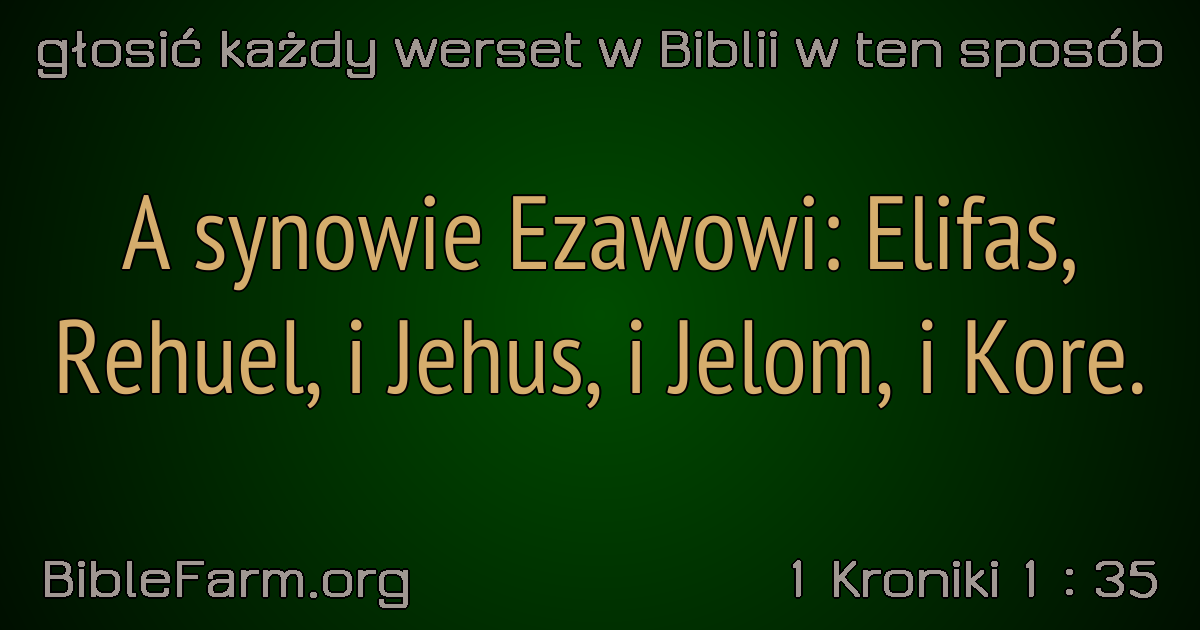 głosić każdy werset w Biblii w ten sposób
A synowie Ezawowi: Elifas,
Rehuel, i Jehus, i Jelom, i Kore.
BibleFarm.org
1 Kroniki 1 : 35